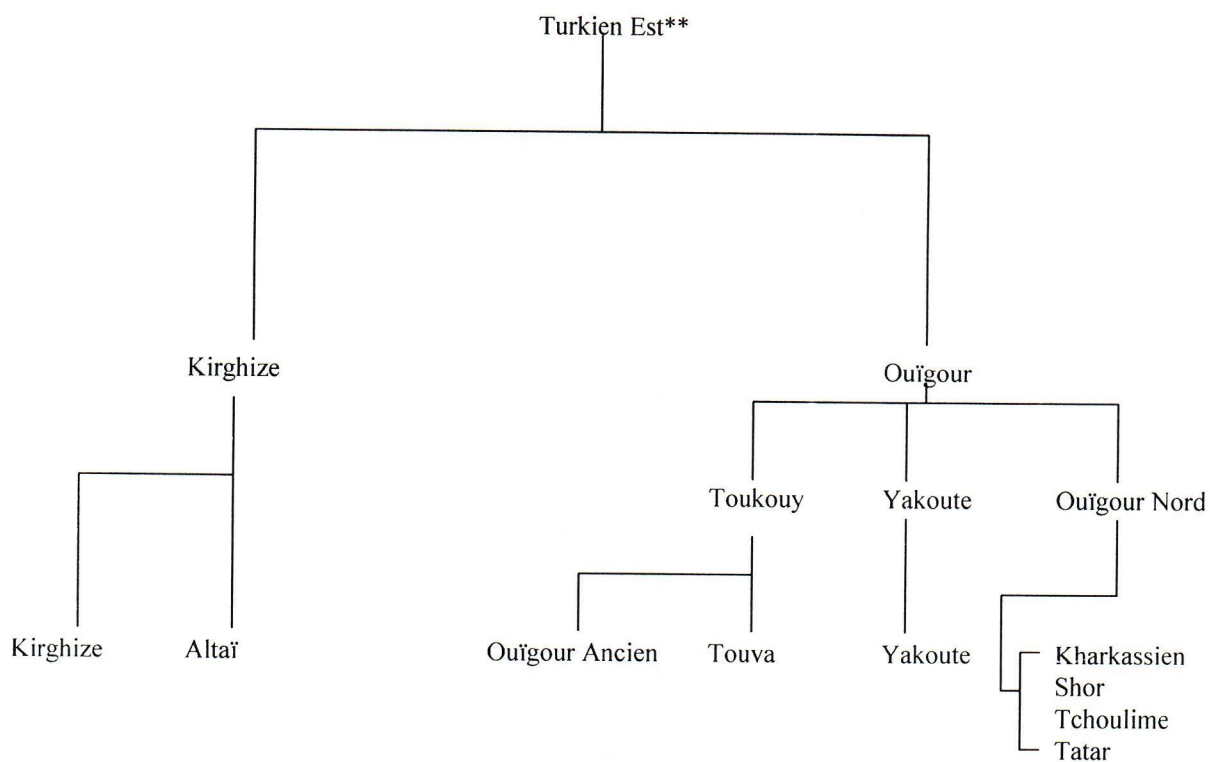 Turkien Est**
Kirghize
Ouïgour
Toukouy
Yakoute
Ouïgour Nord
Kirghize
Altaï
Ouïgour Ancien
Touva
Yakoute
Kharkassien
Shor
Tchoulime
Tatar